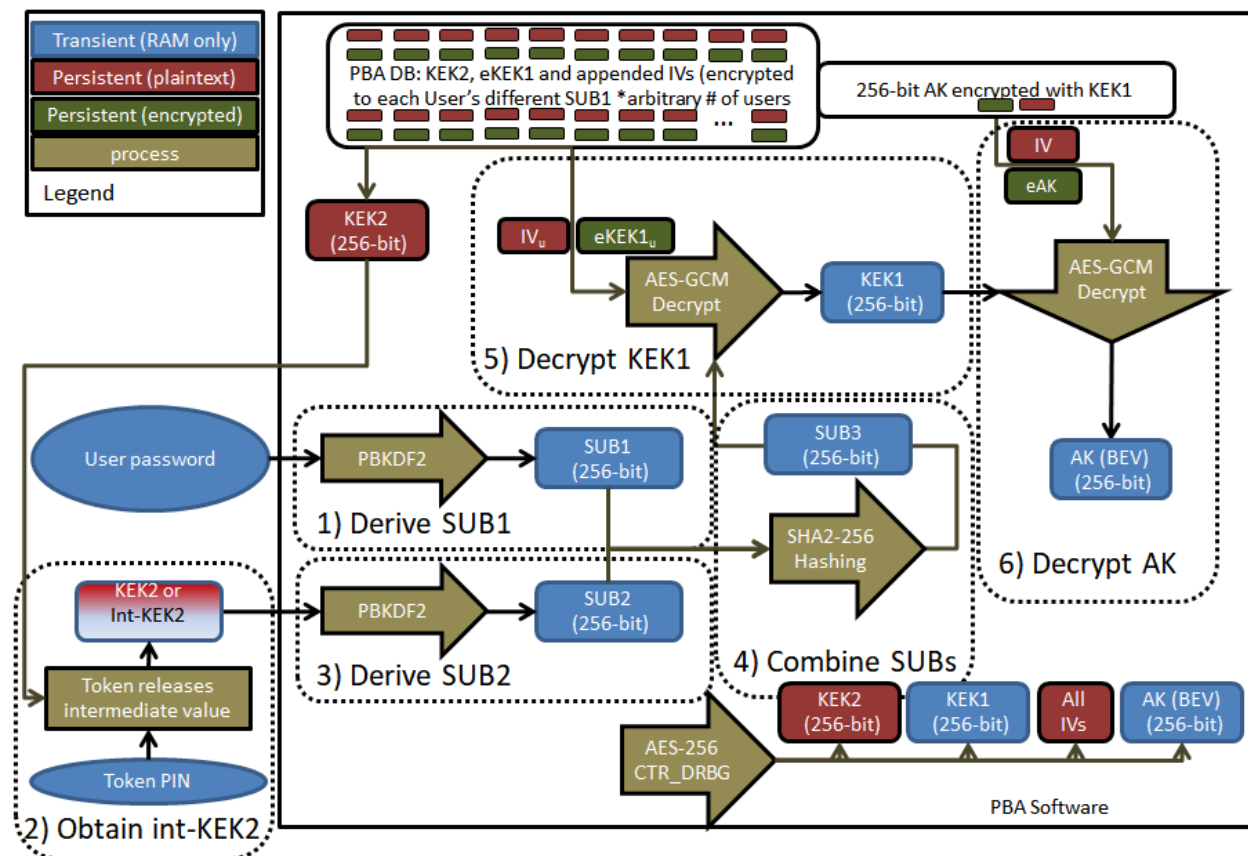 Transient (RAM only)
Persistent (plaintext)
Persistent (encrypted)
process
Legend
PBA DB: KEK2, eKEK1 and appended IVs (encrypted
to each User's different SUB1 *arbitrary # of users
...
256-bit AK encrypted with KEK1
KEK2
(256-bit)
IVu
eKEK1u
AES-GCM
Decrypt
KEK1
(256-bit)
5) Decrypt KEK1
IV
eAK
AES-GCM
Decrypt
AK (BEV)
(256-bit)
6) Decrypt AK
User password
PBKDF2
SUB1
(256-bit)
1) Derive SUB1
SUB3
(256-bit)
SHA2-256
Hashing
4) Combine SUBs
KEK2 or
Int-KEK2
Token releases
intermediate value
Token PIN
2) Obtain int-KEK2
PBKDF2
SUB2
(256-bit)
3) Derive SUB2
AES-256
CTR_DRBG
KEK2
(256-bit)
KEK1
(256-bit)
All
IVs
AK (BEV)
(256-bit)
PBA Software